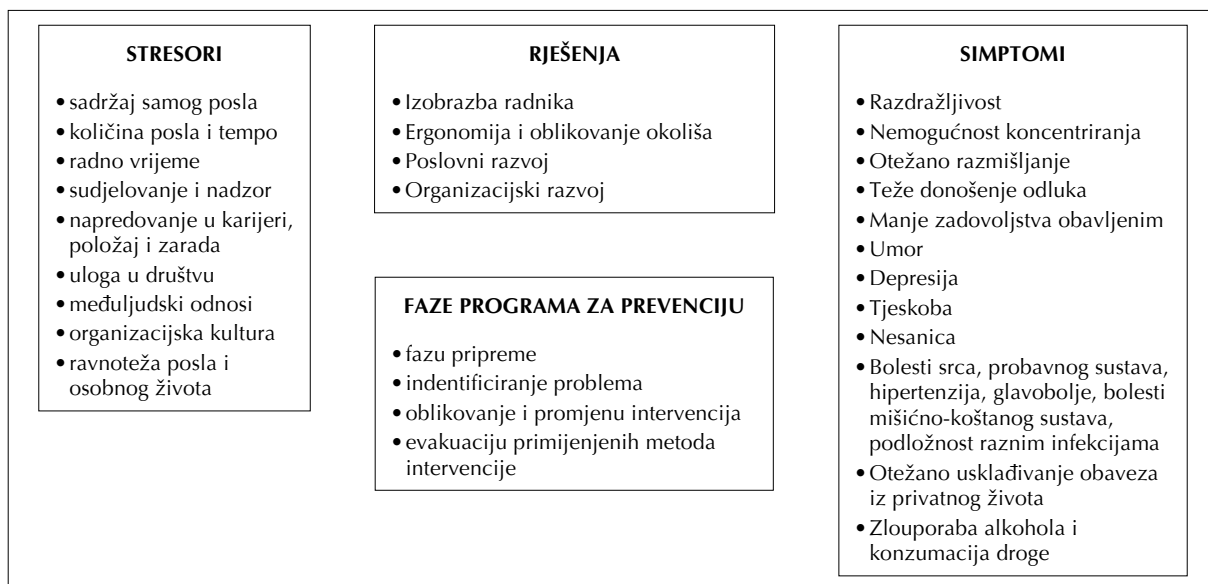 STRESORI
• sadržaj samog posla
• količina posla i tempo
• radno vrijeme
• sudjelovanje i nadzor
• napredovanje u karijeri,
položaj i zarada
• uloga u društvu
• međuljudski odnosi
• organizacijska kultura
• ravnoteža posla i
osobnog života
RJEŠENJA
• Izobrazba radnika
• Ergonomija i oblikovanje okoliša
• Poslovni razvoj
• Organizacijski razvoj
FAZE PROGRAMA ZA PREVENCIJU
• fazu pripreme
• indentificiranje problema
• oblikovanje i promjenu intervencija
• evakuaciju primijenjenih metoda
intervencije
SIMPTOMI
• Razdražljivost
• Nemogućnost koncentriranja
• Otežano razmišljanje
• Teže donošenje odluka
• Manje zadovoljstva obavljenim
• Umor
• Depresija
• Tjeskoba
• Nesanica
• Bolesti srca, probavnog sustava,
hipertenzija, glavobolje, bolesti
mišićno-koštanog sustava,
podložnost raznim infekcijama
• Otežano usklađivanje obaveza
iz privatnog života
• Zlouporaba alkohola i
konzumacija droge